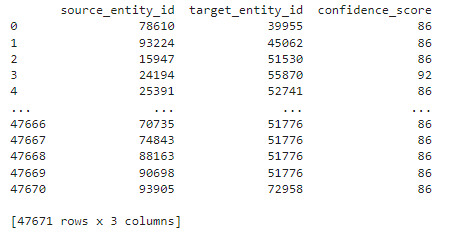 source_entity_id target_entity_id confidence_score
0 78610 39955 86
1 93224 45062 86
2 15947 51530 86
3 24194 55870 92
4 25391 52741 86
... ... ... ...
47666 70735 51776 86
47667 74843 51776 86
47668 88163 51776 86
47669 90698 51776 86
47670 93905 72958 86
[47671 rows x 3 columns]